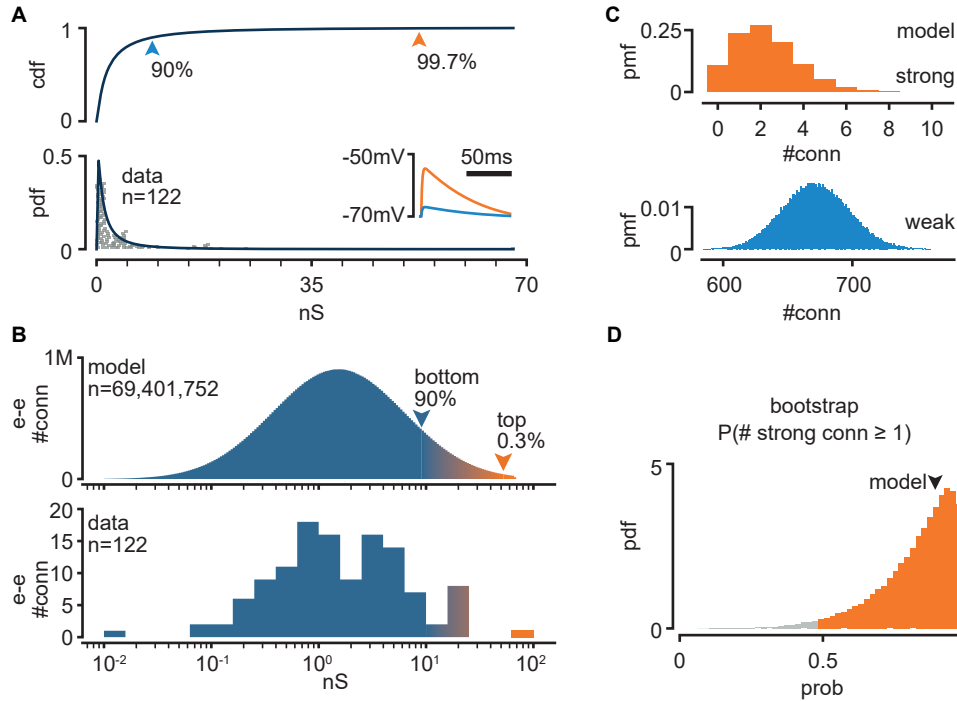 A
1
cdf
0
90%
99.7%
0.5
pdf
0
data
n=122
-50mV
-70mV
50ms
0
35
70
nS
B
1M
e-e
#conn
0
model
n=69,401,752
bottom
90%
top
0.3%
20
15
10
5
0
e-e
#conn
data
n=122
10-2
10-1
100
101
102
nS
C
0.25
pmf
0
model
strong
0
2
4
6
8
10
#conn
0.01
pmf
0
weak
600
700
#conn
D
bootstrap
P(# strong conn ≥ 1)
model
5
pdf
0
0
0.5
prob